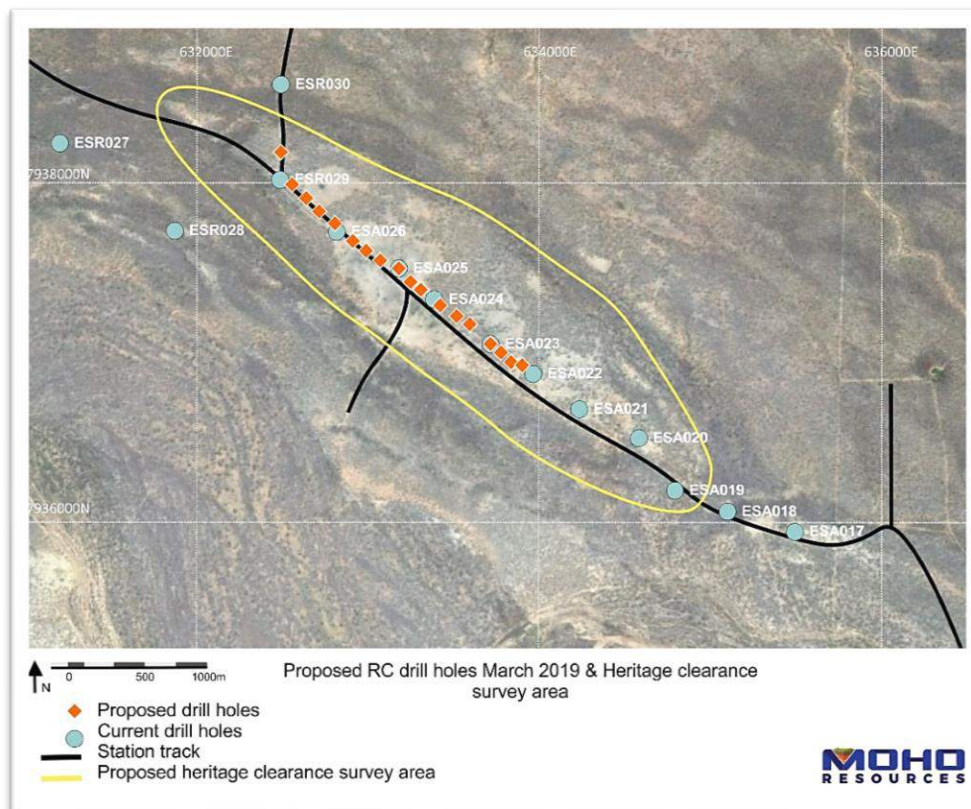 632000E
634000E
636000E
ESR030
ESR027
7938000N
ESR029
ESR028
ESA026
ESA025
ESA024
ESA023
ESA022
ESA021
ESA020
ESA019
7936000N
ESA018
ESA017
N
0 500 1000m
Proposed RC drill holes March 2019 & Heritage clearance
survey area
Proposed drill holes
Current drill holes
Station track
Proposed heritage clearance survey area
MOHO
RESOURCES